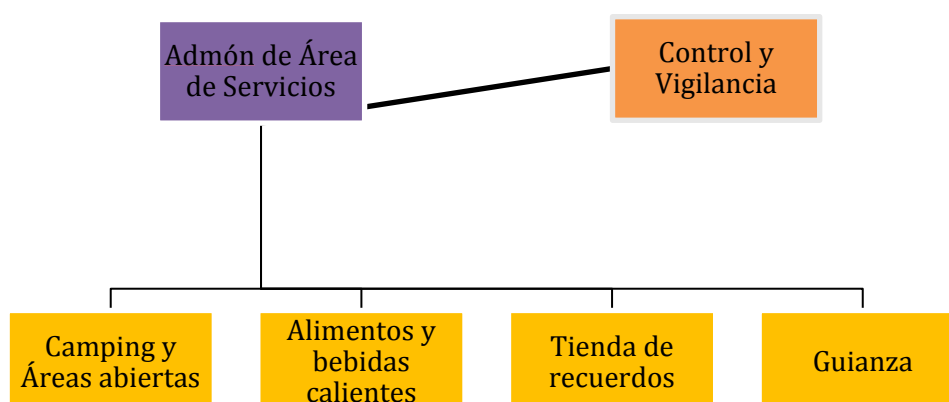 Admón de Área
de Servicios
Control y
Vigilancia
Camping y
Áreas abiertas
Alimentos y
bebidas
calientes
Tienda de
recuerdos
Guianza